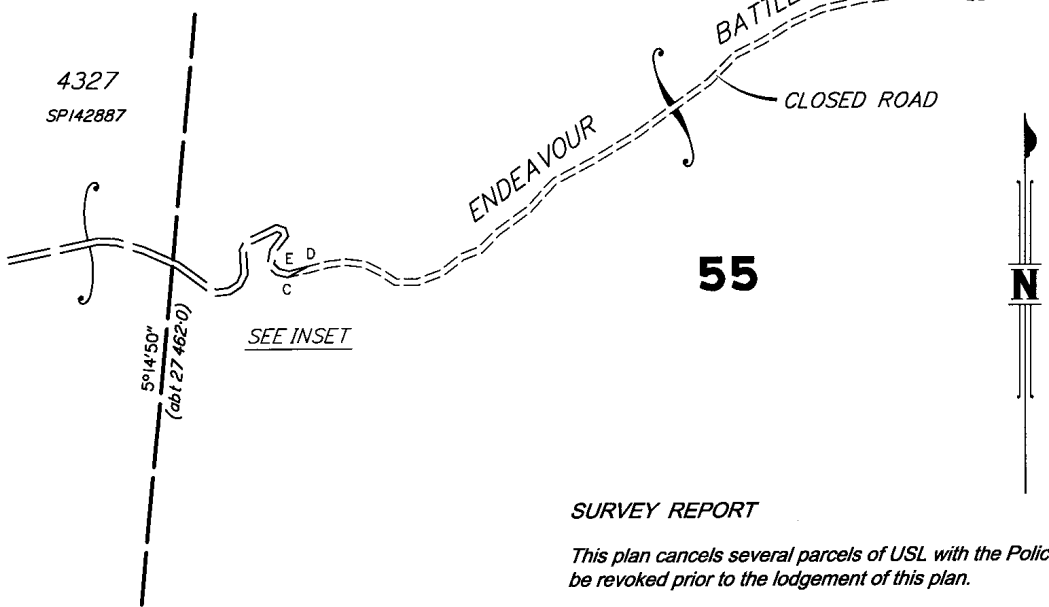 BATTLE
CLOSED ROAD
4327
SP142887
ENDEAVOUR
E D
C
55
N
5°14'50"
(abt 27 462·0)
SEE INSET
SURVEY REPORT
This plan cancels several parcels of USL with the Polic
be revoked prior to the lodgement of this plan.